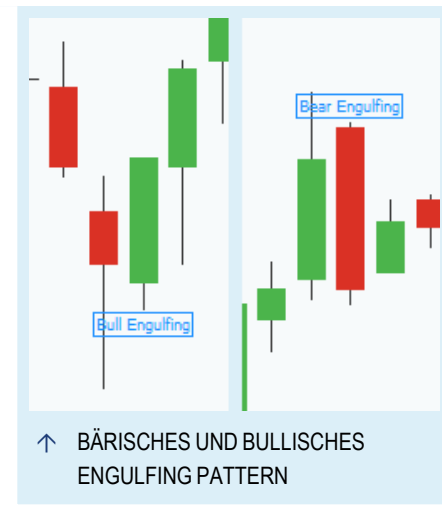 Bear Engulfing
Bull Engulfing
↑ BÄRISCHES UND BULLISCHES
ENGULFING PATTERN